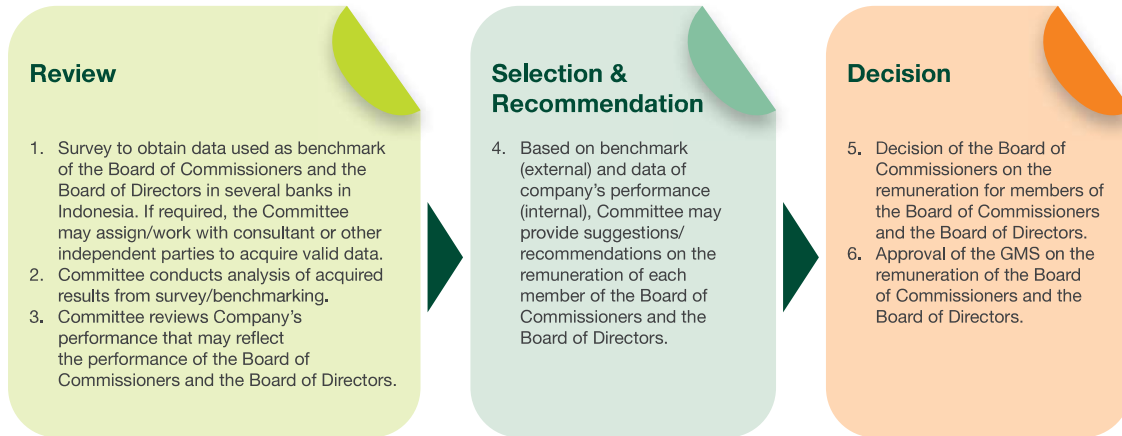 Review
1. Survey to obtain data used as benchmark
of the Board of Commissioners and the
Board of Directors in several banks in
Indonesia. If required, the Committee
may assign/work with consultant or other
independent parties to acquire valid data.
2. Committee conducts analysis of acquired
results from survey/benchmarking.
3. Committee reviews Company's
performance that may reflect
the performance of the Board of
Commissioners and the Board of Directors.
Selection &
Recommendation
4. Based on benchmark
(external) and data of
company's performance
(internal), Committee may
provide suggestions/
recommendations on the
remuneration of each
member of the Board of
Commissioners and the
Board of Directors.
Decision
5. Decision of the Board of
Commissioners on the
remuneration for members of
the Board of Commissioners
and the Board of Directors.
6. Approval of the GMS on the
remuneration of the Board
of Commissioners and the
Board of Directors.